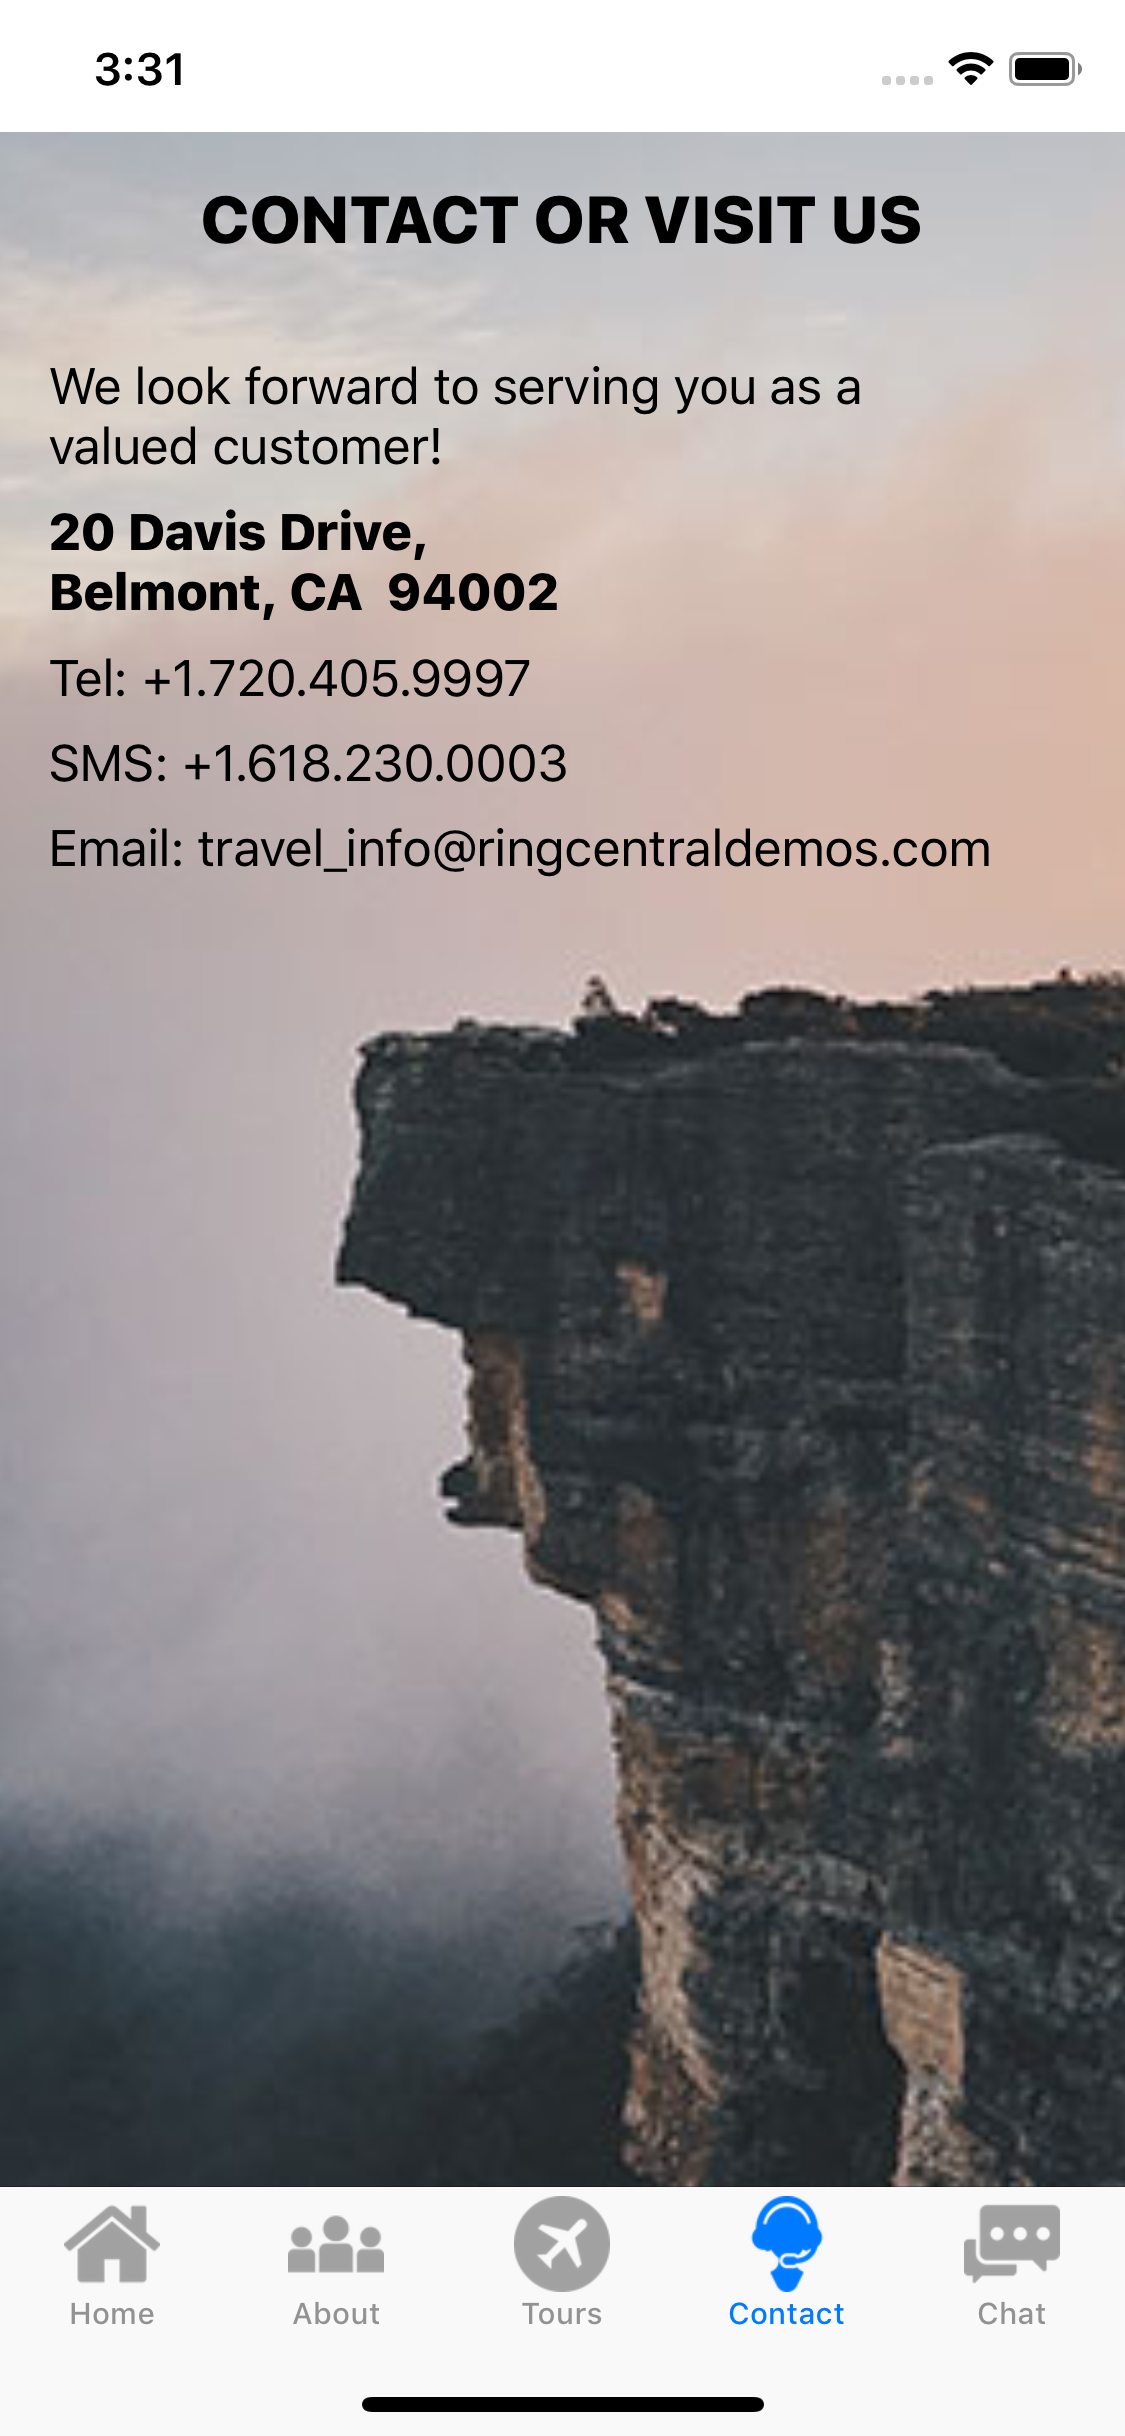 3:31
CONTACT OR VISIT US
We look forward to serving you as a
valued customer!
20 Davis Drive,
Belmont, CA  94002
Tel: +1.720.405.9997
SMS: +1.618.230.0003
Email: travel_info@ringcentraldemos.com
Home
About
Tours
Contact
Chat